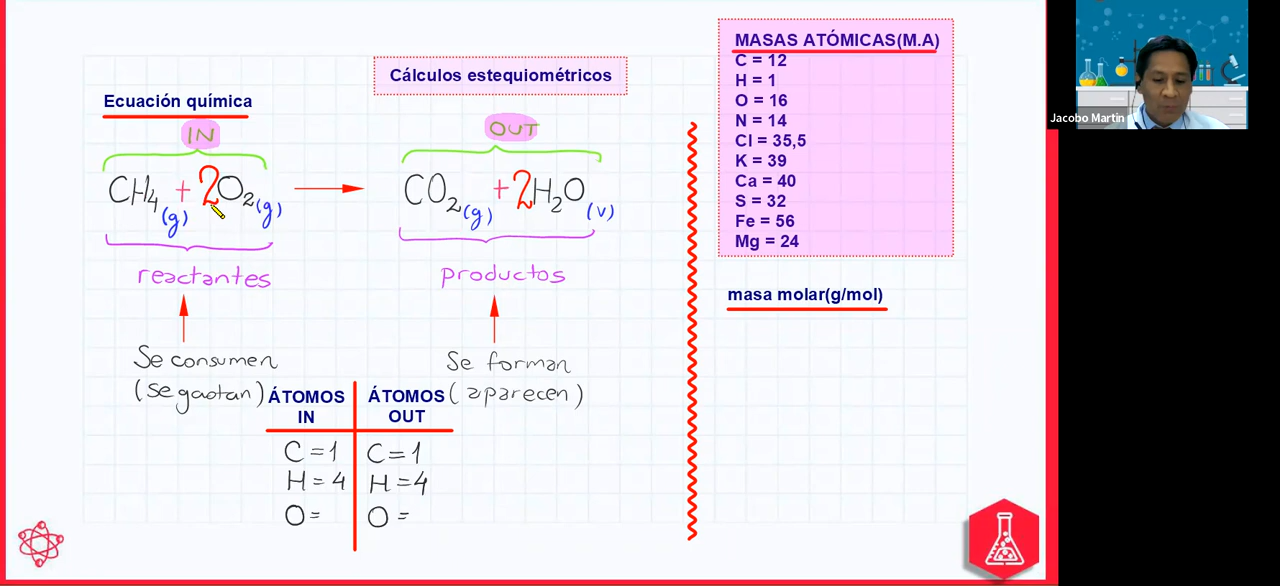 Cálculos estequiométricos
Ecuación química
IN
OUT
CH4(g) + 2O2(g) → CO2(g) + 2H2O(v)
reactantes
productos
Se consumen
(se gastan)
Se forman
(aparecen)
ÁTOMOS IN
ÁTOMOS OUT
C = 1
C = 1
H = 4
H = 4
O =
O =
MASAS ATÓMICAS(M.A)
C = 12
H = 1
O = 16
N = 14
Cl = 35,5
K = 39
Ca = 40
S = 32
Fe = 56
Mg = 24
masa molar(g/mol)
Jacobo Martin